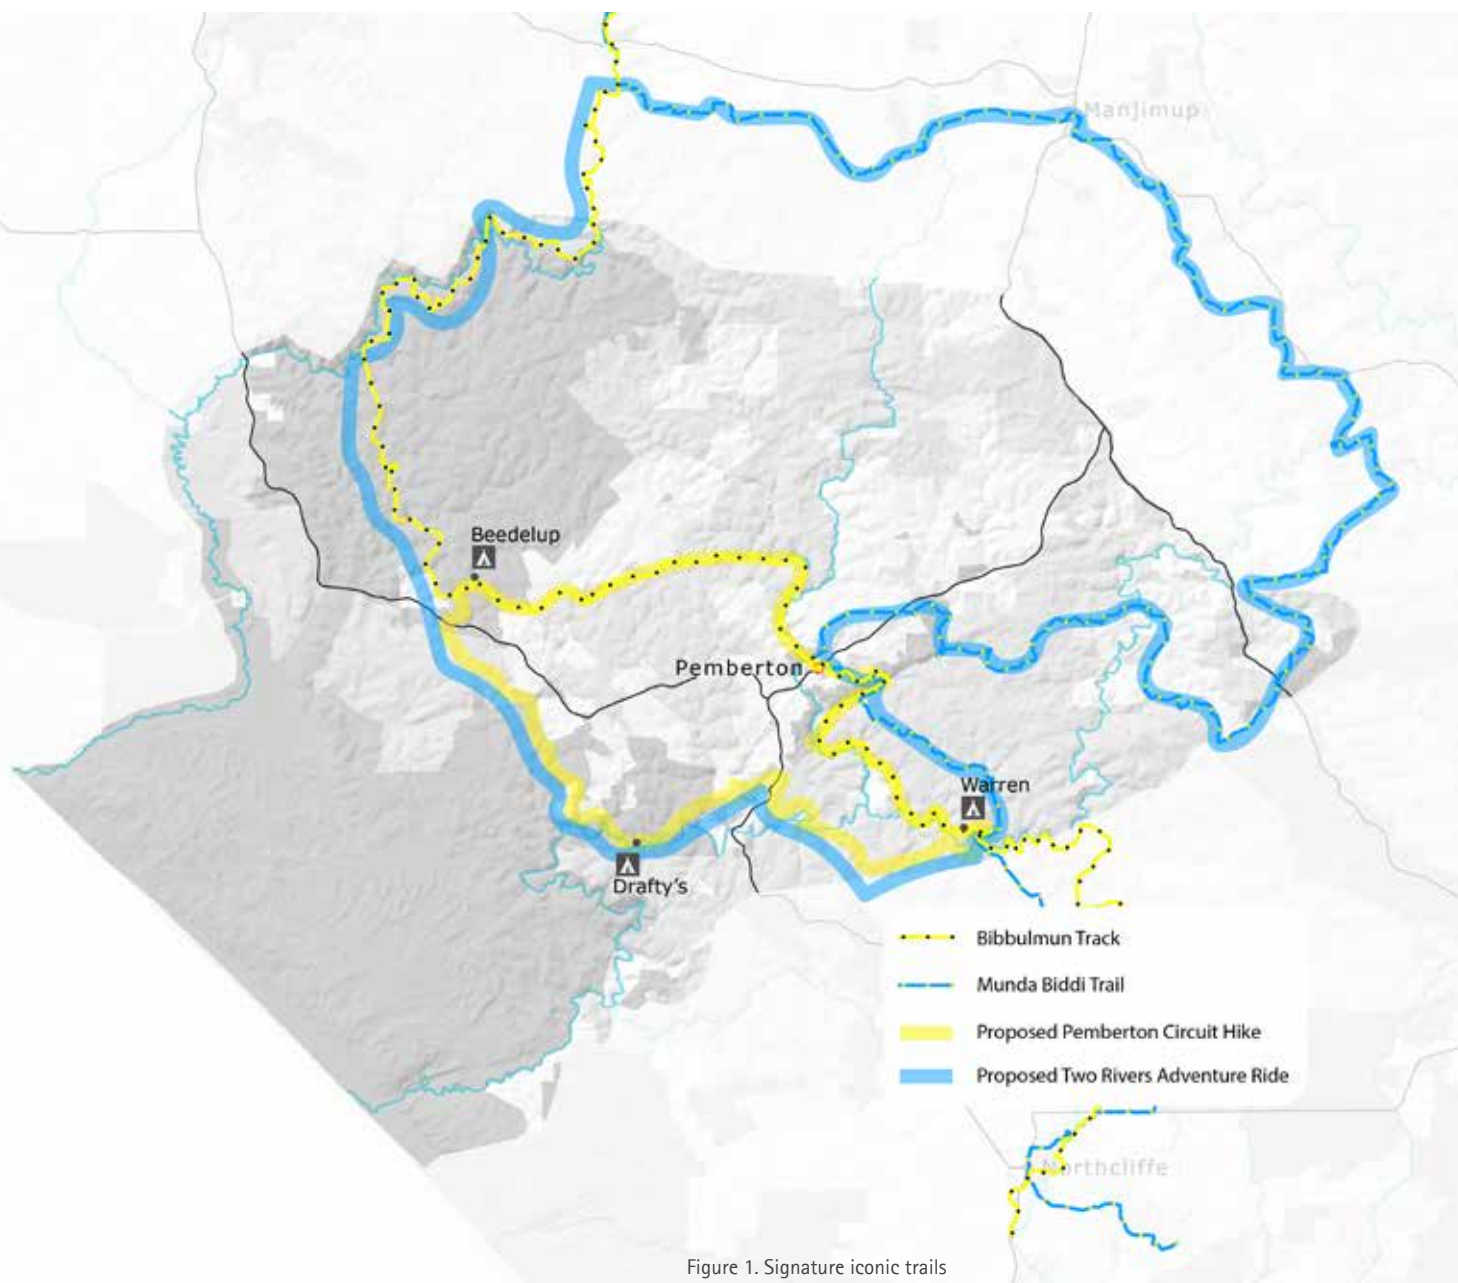 Manjimup
Beedelup
Pemberton
Warren
Drafty's
Bibbulmun Track
Munda Biddi Trail
Proposed Pemberton Circuit Hike
Proposed Two Rivers Adventure Ride
Northcliffe
Figure 1. Signature iconic trails